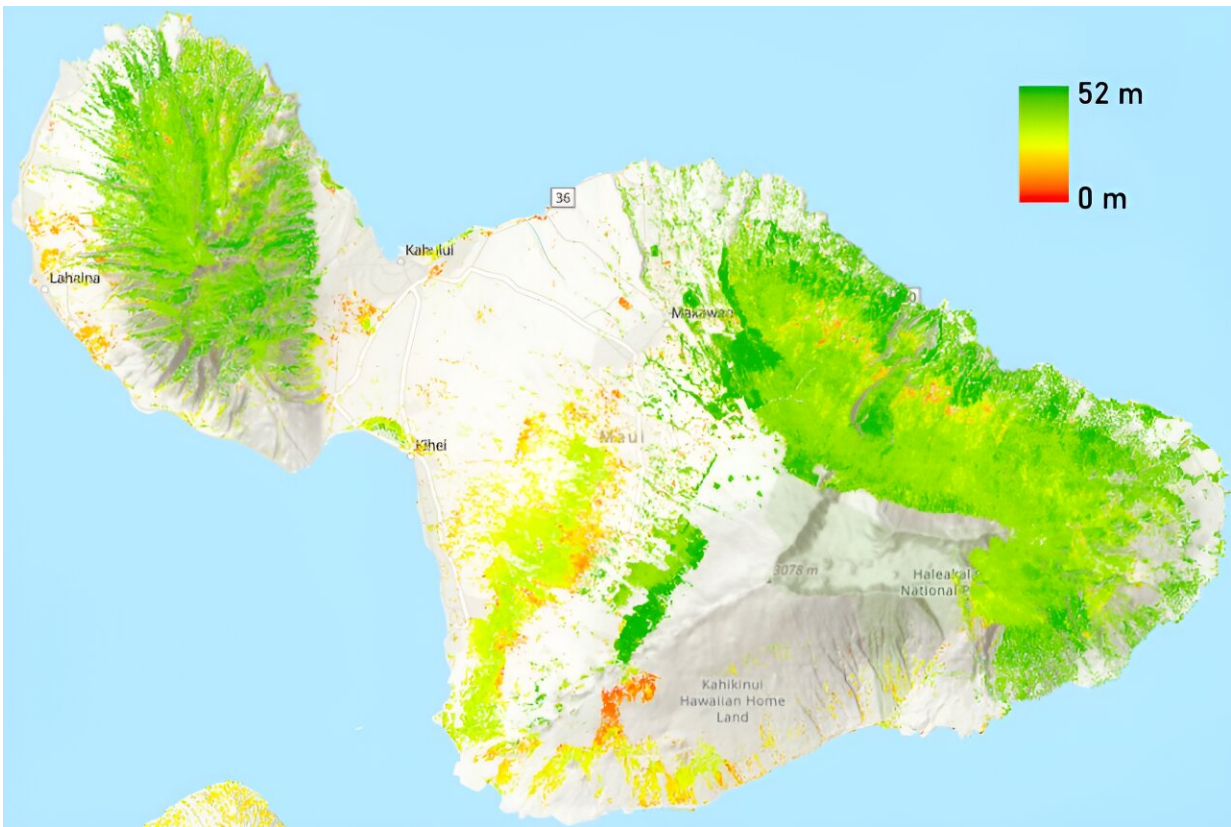 52 m
0 m
36
Kahului
Lahaina
Makawao
Maui
Kihei
3078 m
Haleakal
National P
Kahikinui
Hawaiian Home
Land